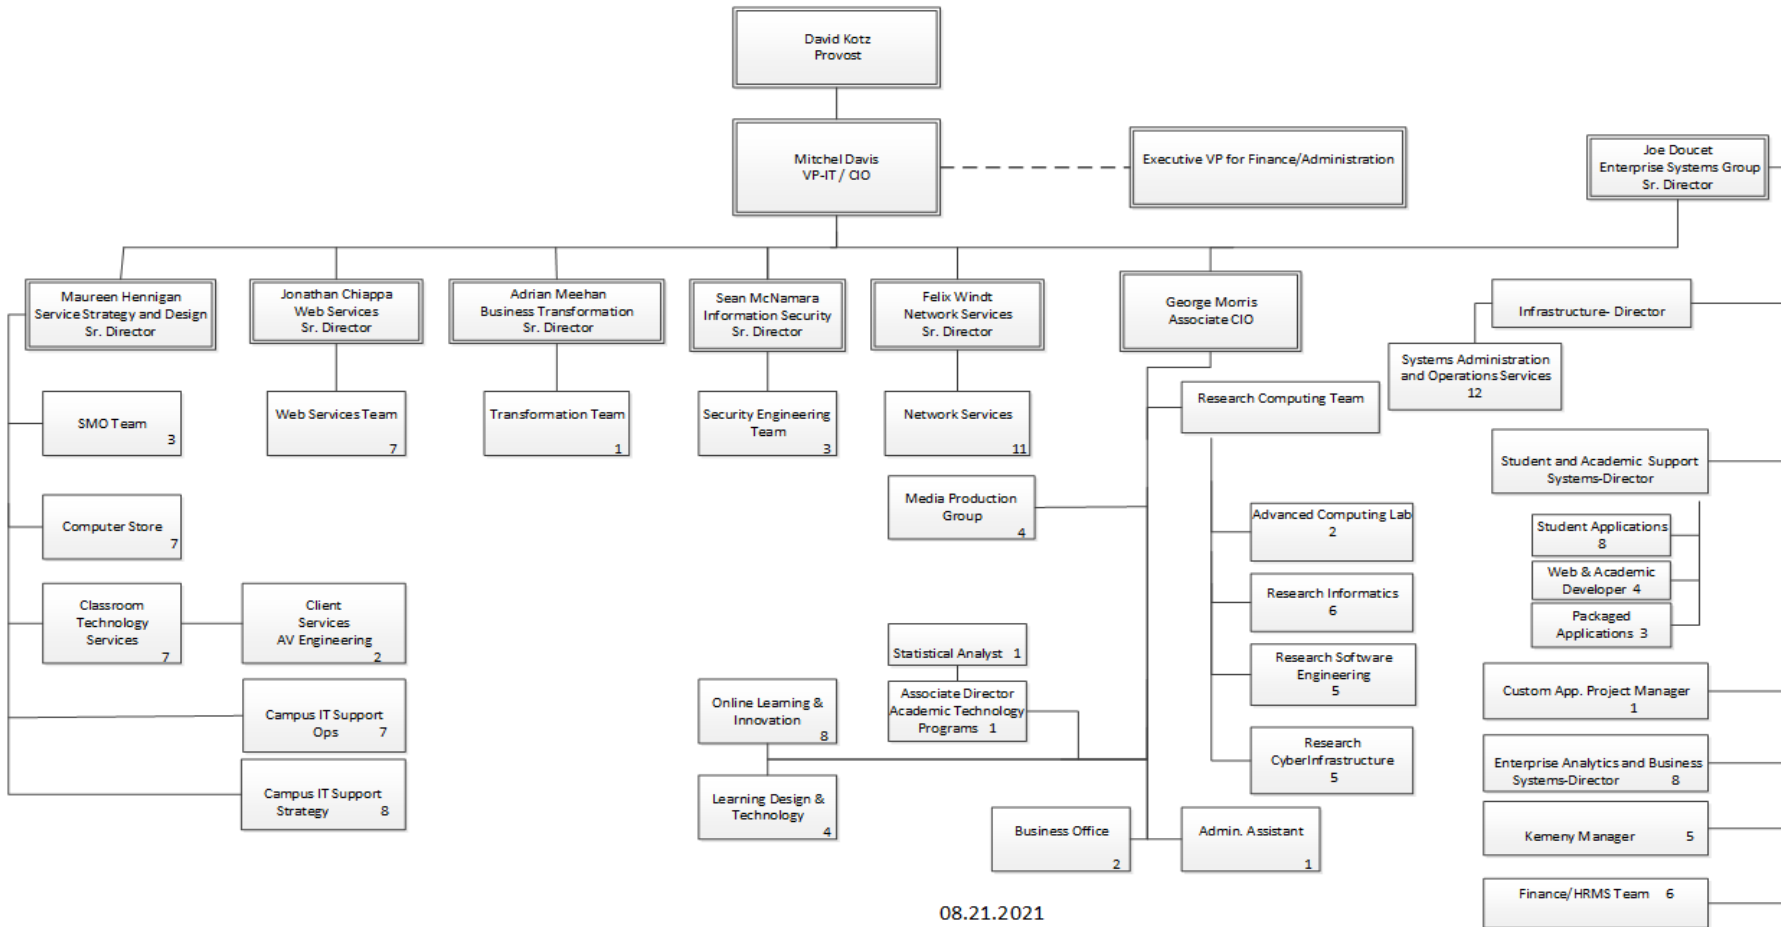 David Kotz
Provost
Mitchel Davis
VP-IT / CIO
Executive VP for Finance/Administration
Joe Doucet
Enterprise Systems Group
Sr. Director
Maureen Hennigan
Service Strategy and Design
Sr. Director
Jonathan Chiappa
Web Services
Sr. Director
Adrian Meehan
Business Transformation
Sr. Director
Sean McNamara
Information Security
Sr. Director
Felix Windt
Network Services
Sr. Director
George Morris
Associate CIO
Infrastructure- Director
Systems Administration
and Operations Services
12
SMO Team
3
Web Services Team
7
Transformation Team
1
Security Engineering
Team
3
Network Services
11
Research Computing Team
Student and Academic Support
Systems-Director
Media Production
Group
4
Computer Store
7
Advanced Computing Lab
2
Student Applications
8
Web & Academic
Developer 4
Packaged
Applications 3
Classroom
Technology
Services
7
Client
Services
AV Engineering
2
Research Informatics
6
Statistical Analyst 1
Associate Director
Academic Technology
Programs 1
Research Software
Engineering
5
Custom App. Project Manager
1
Campus IT Support
Ops 7
Online Learning &
Innovation
8
Research
CyberInfrastructure
5
Enterprise Analytics and Business
Systems-Director 8
Campus IT Support
Strategy 8
Learning Design &
Technology
4
Business Office
2
Admin. Assistant
1
Kemeny Manager 5
Finance/HRMS Team 6
08.21.2021